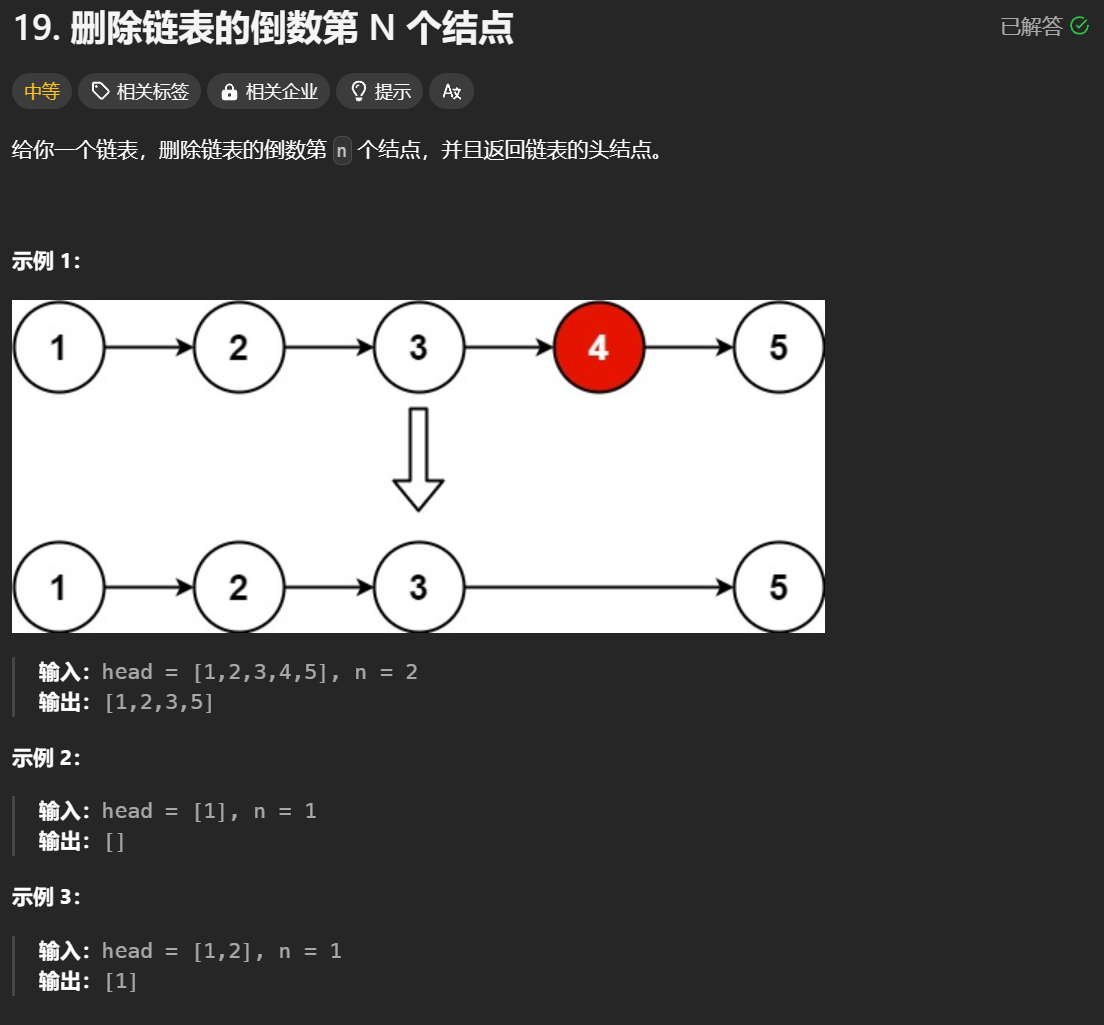 19. 删除链表的倒数第 N 个结点
已解答
中等 相关标签 相关企业 提示 Ax
给你一个链表，删除链表的倒数第 n 个结点，并且返回链表的头结点。
示例 1：
1 2 3 4 5
1 2 3 5
输入：head = [1,2,3,4,5], n = 2
输出：[1,2,3,5]
示例 2：
输入：head = [1], n = 1
输出：[]
示例 3：
输入：head = [1,2], n = 1
输出：[1]